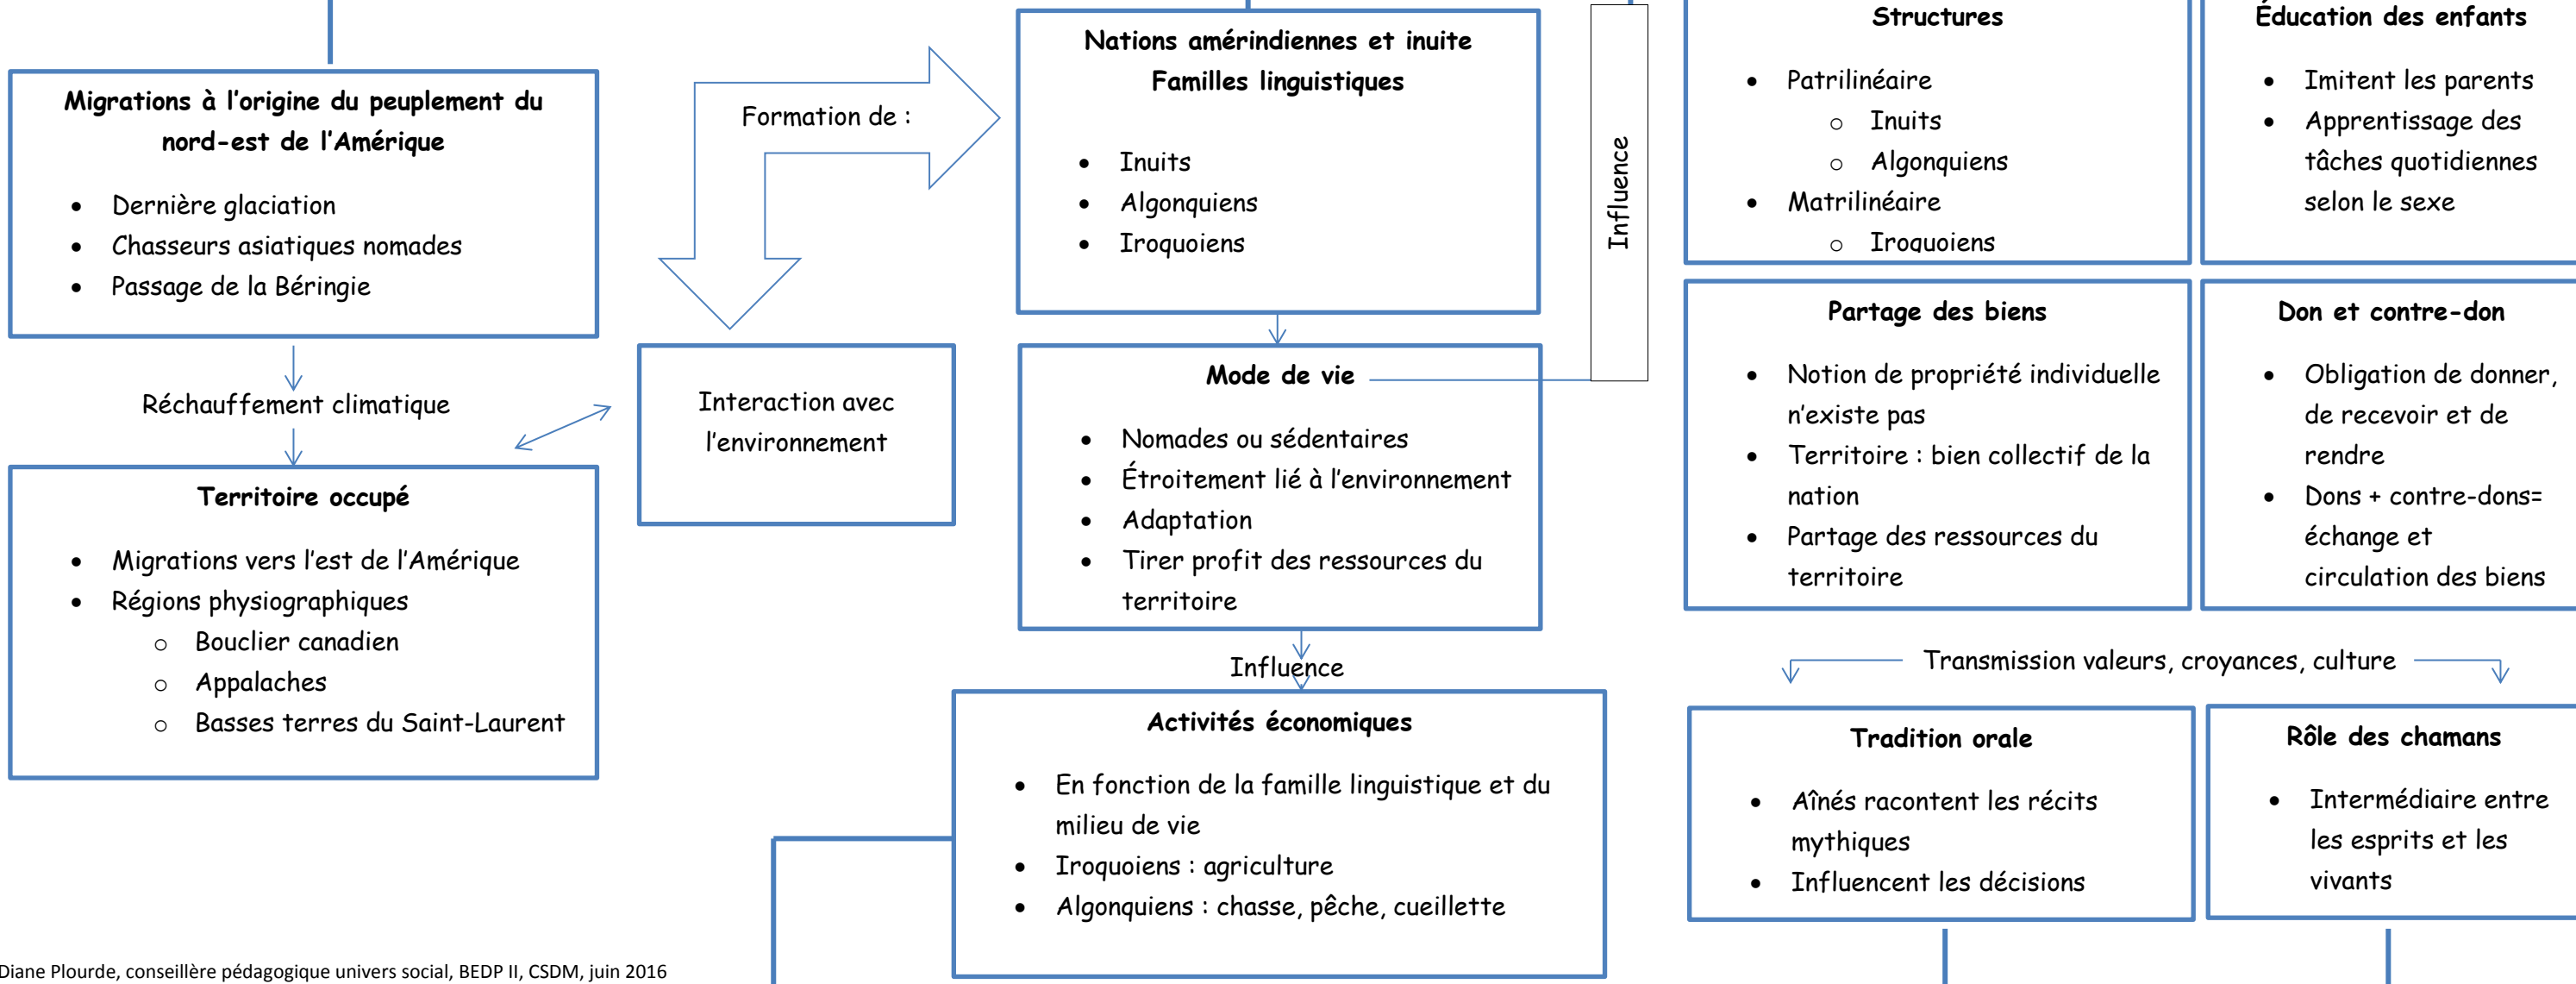 Migrations à l'origine du peuplement du
nord-est de l'Amérique
• Dernière glaciation
• Chasseurs asiatiques nomades
• Passage de la Béringie
Réchauffement climatique
Territoire occupé
• Migrations vers l'est de l'Amérique
• Régions physiographiques
o Bouclier canadien
o Appalaches
o Basses terres du Saint-Laurent
Formation de :
Interaction avec
l'environnement
Nations amérindiennes et inuite
Familles linguistiques
• Inuits
• Algonquiens
• Iroquoiens
Mode de vie
• Nomades ou sédentaires
• Étroitement lié à l'environnement
• Adaptation
• Tirer profit des ressources du
territoire
Influence
Activités économiques
• En fonction de la famille linguistique et du
milieu de vie
• Iroquoiens : agriculture
• Algonquiens : chasse, pêche, cueillette
Influence
Structures
• Patrilinéaire
o Inuits
o Algonquiens
• Matrilinéaire
o Iroquoiens
Éducation des enfants
• Imitent les parents
• Apprentissage des
tâches quotidiennes
selon le sexe
Partage des biens
• Notion de propriété individuelle
n'existe pas
• Territoire : bien collectif de la
nation
• Partage des ressources du
territoire
Don et contre-don
• Obligation de donner,
de recevoir et de
rendre
• Dons + contre-dons=
échange et
circulation des biens
Transmission valeurs, croyances, culture
Tradition orale
• Aînés racontent les récits
mythiques
• Influencent les décisions
Rôle des chamans
• Intermédiaire entre
les esprits et les
vivants
Diane Plourde, conseillère pédagogique univers social, BEDP II, CSDM, juin 2016